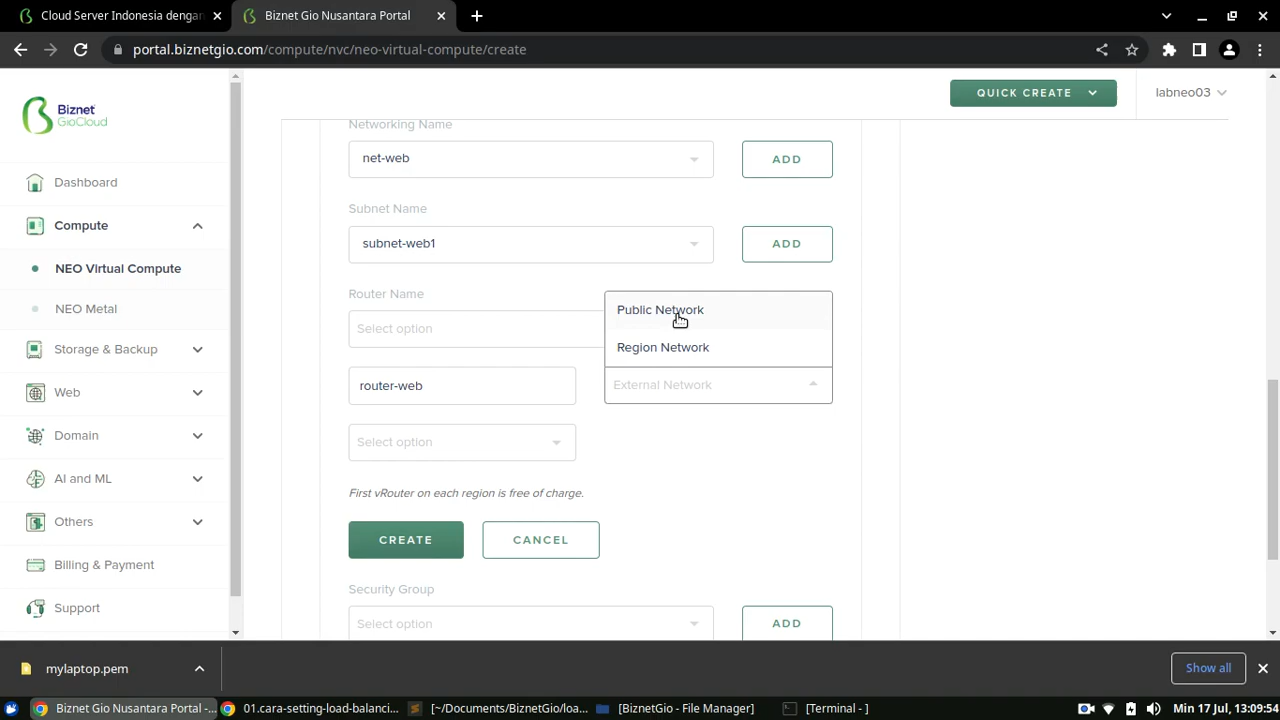 Cloud Server Indonesia dengan
Biznet Gio Nusantara Portal
portal.biznetgio.com/compute/nvc/neo-virtual-compute/create
Biznet
GioCloud
QUICK CREATE
labneo03
Dashboard
Compute
NEO Virtual Compute
NEO Metal
Storage & Backup
Web
Domain
AI and ML
Others
Billing & Payment
Support
Networking Name
net-web
ADD
Subnet Name
subnet-web1
ADD
Router Name
Select option
Public Network
Region Network
router-web
External Network
Select option
First vRouter on each region is free of charge.
CREATE
CANCEL
Security Group
Select option
ADD
mylaptop.pem
Show all
Biznet Gio Nusantara Portal -...
01.cara-setting-load-balanci...
[~/Documents/BiznetGio/loa...
[BiznetGio - File Manager]
[Terminal - ]
Min 17 Jul, 13:09:54